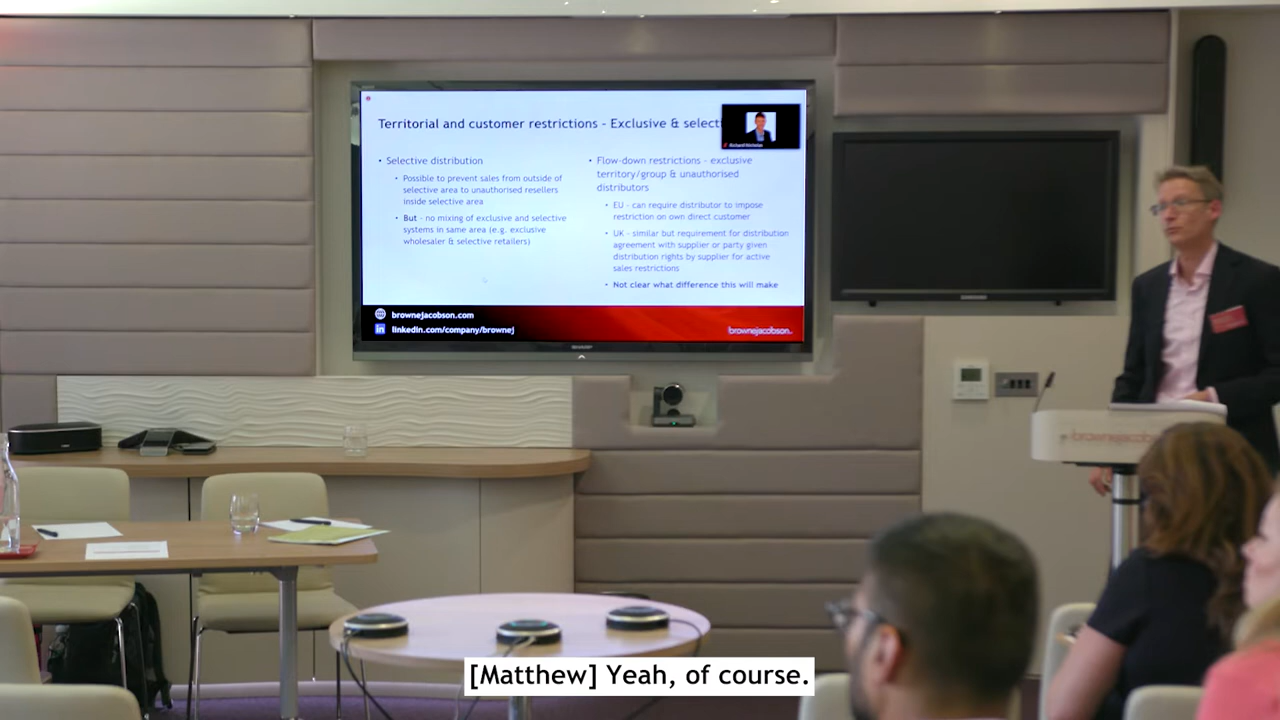 Territorial and customer restrictions - Exclusive & select
Richard Nicholas
• Selective distribution
• Possible to prevent sales from outside of
selective area to unauthorised resellers
inside selective area
• But - no mixing of exclusive and selective
systems in same area (e.g. exclusive
wholesaler & selective retailers)
• Flow-down restrictions - exclusive
territory/group & unauthorised
distributors
• EU - can require distributor to impose
restriction on own direct customer
• UK - similar but requirement for distribution
agreement with supplier or party given
distribution rights by supplier for active
sales restrictions
• Not clear what difference this will make
brownejacobson.com
linkedin.com/company/brownej
brownejacobson
SHARP
SAMSUNG
brownejacobson
[Matthew] Yeah, of course.